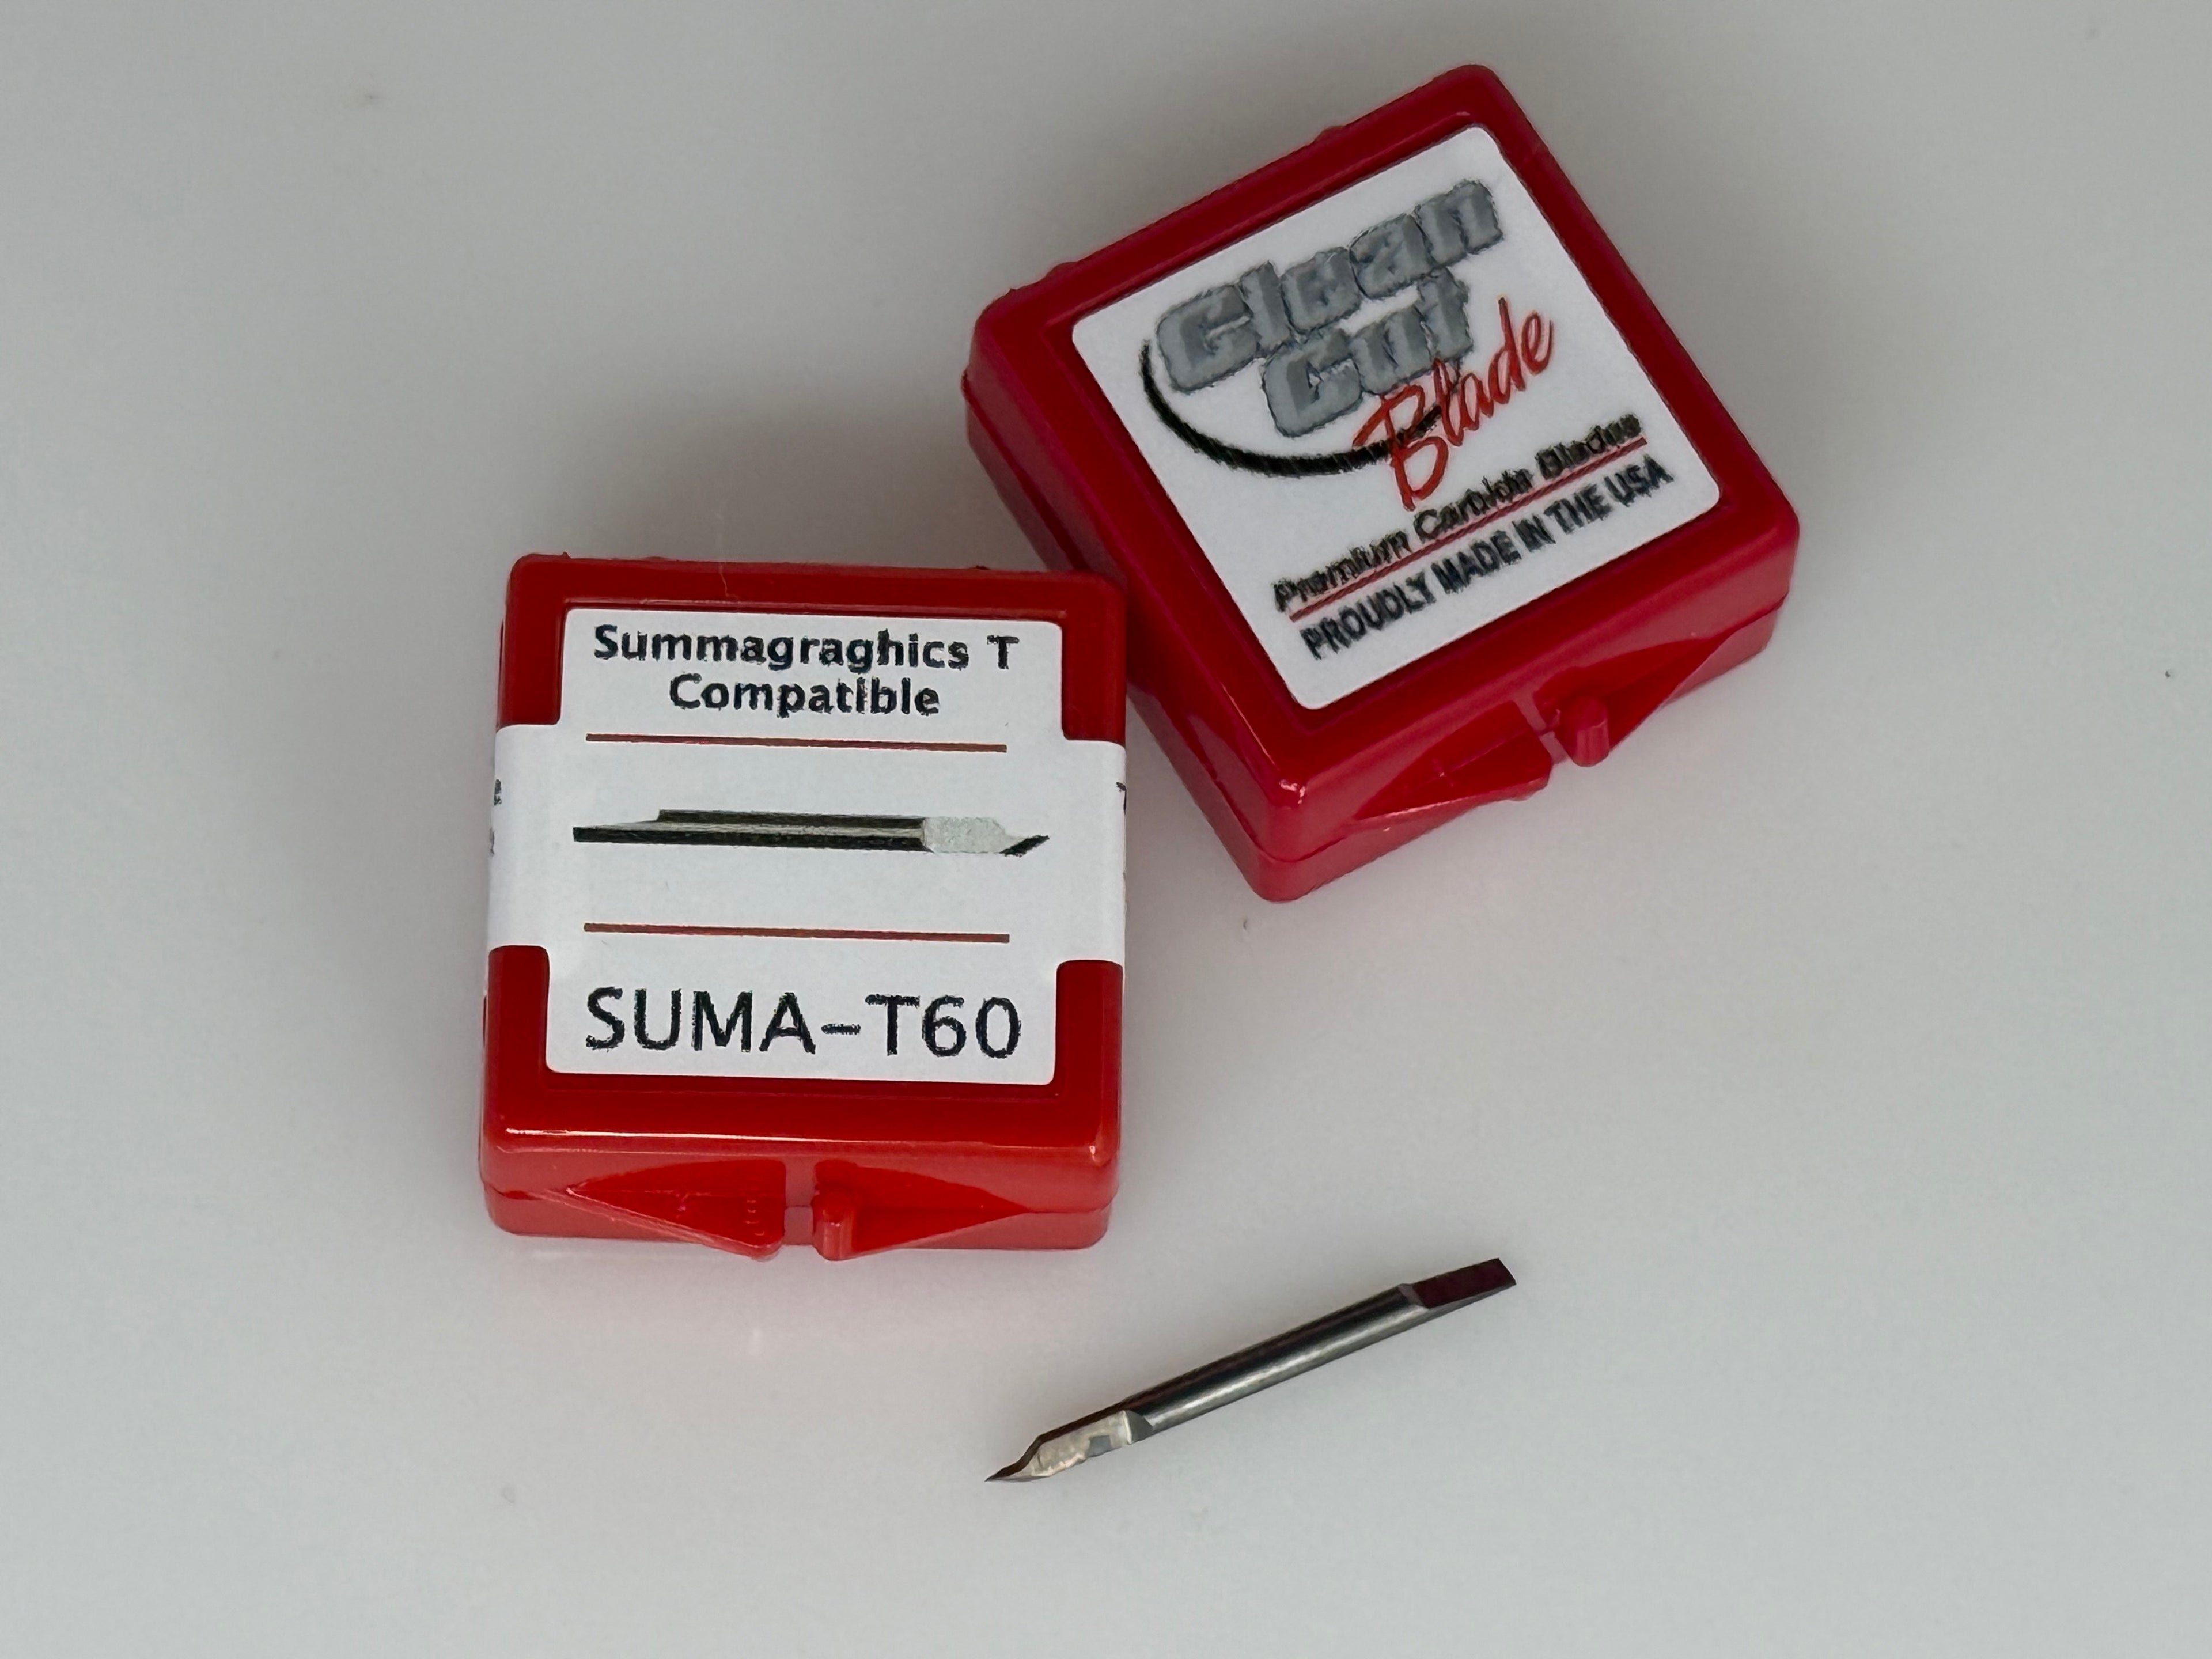 Summagraghics T
Compatible
SUMA-T60
Clean
Cut
Blade
Premium Carbide Blades
PROUDLY MADE IN THE USA